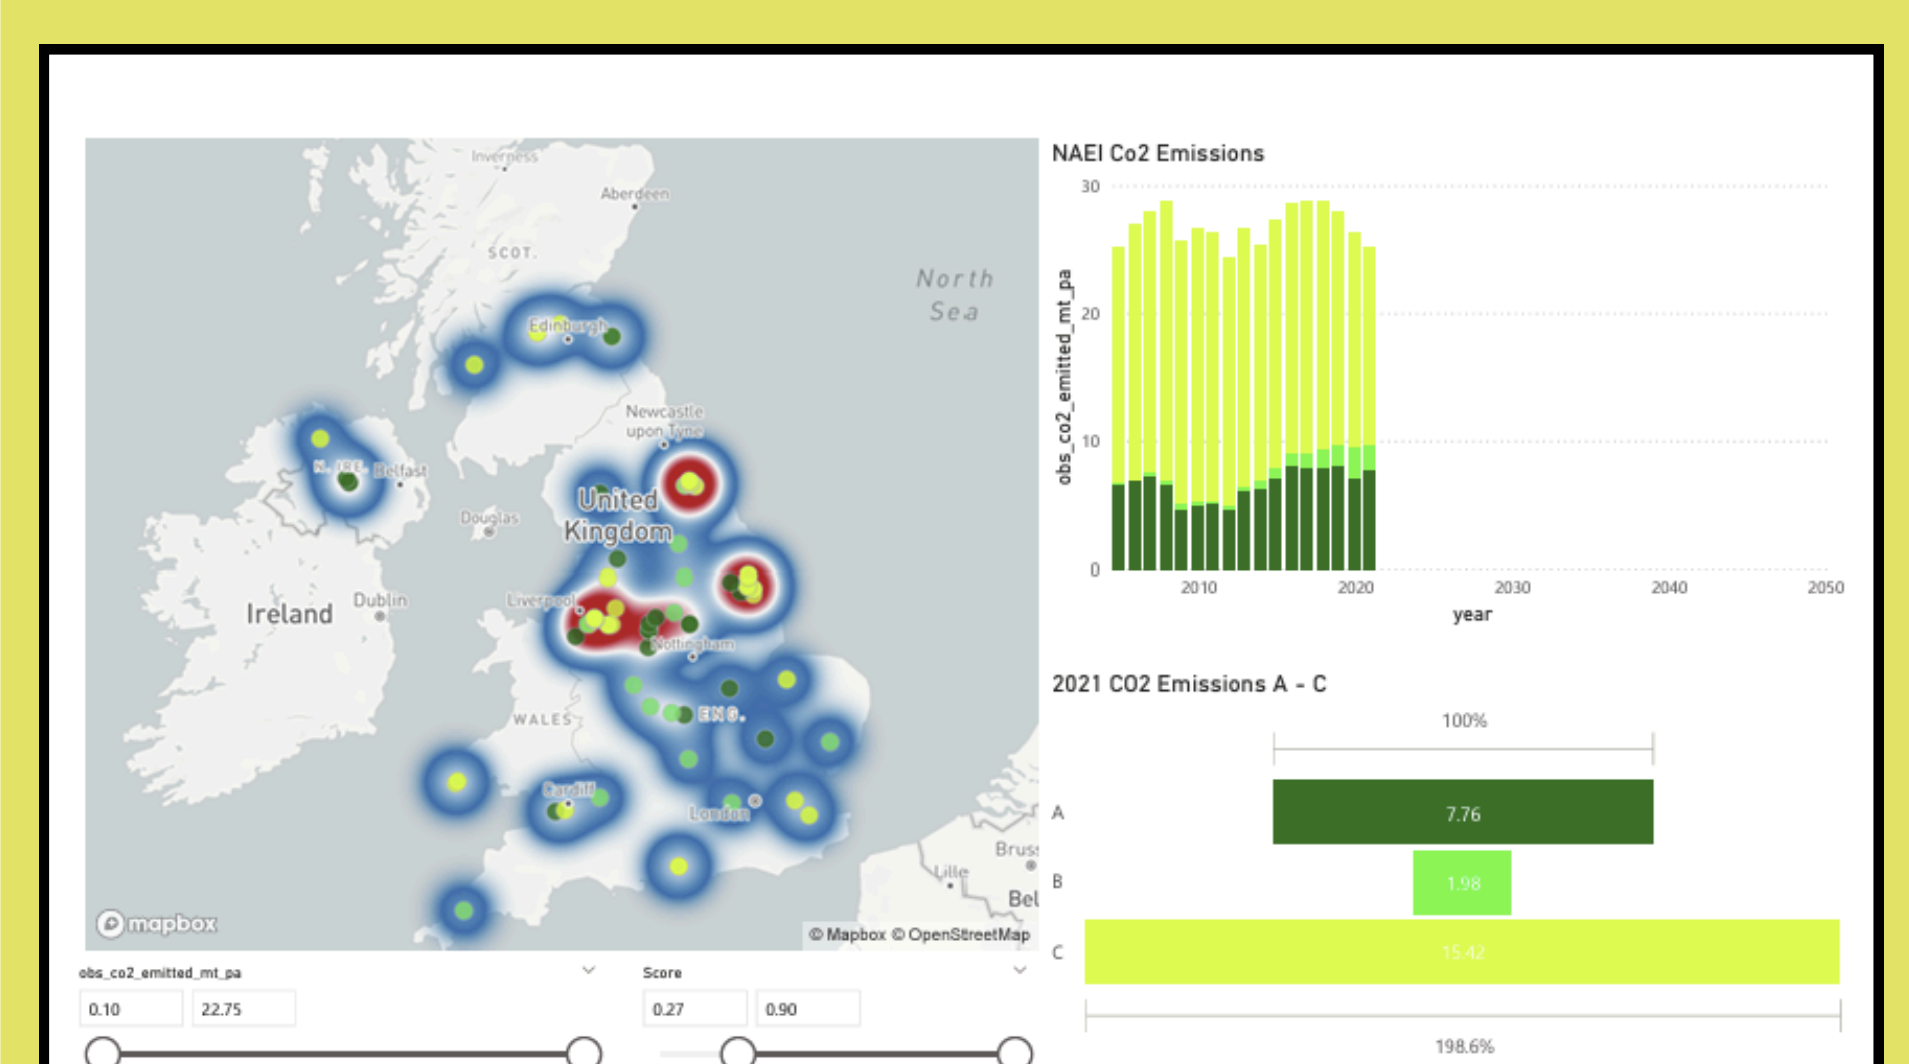 Inverness
Aberdeen
SCOT.
North
Sea
Edinburgh
Newcastle
upon Tyne
N. IRE.
Belfast
United
Kingdom
Douglas
Ireland
Dublin
Liverpool
Nottingham
WALES
ENG.
Cardiff
London
Lille
Bruss
Bel
mapbox
© Mapbox © OpenStreetMap
obs_co2_emitted_mt_pa
0.10
22.75
Score
0.27
0.90
NAEI Co2 Emissions
30
20
10
0
obs_co2_emitted_mt_pa
2010
2020
2030
2040
2050
year
2021 CO2 Emissions A - C
100%
A
7.76
B
1.98
C
15.42
198.6%